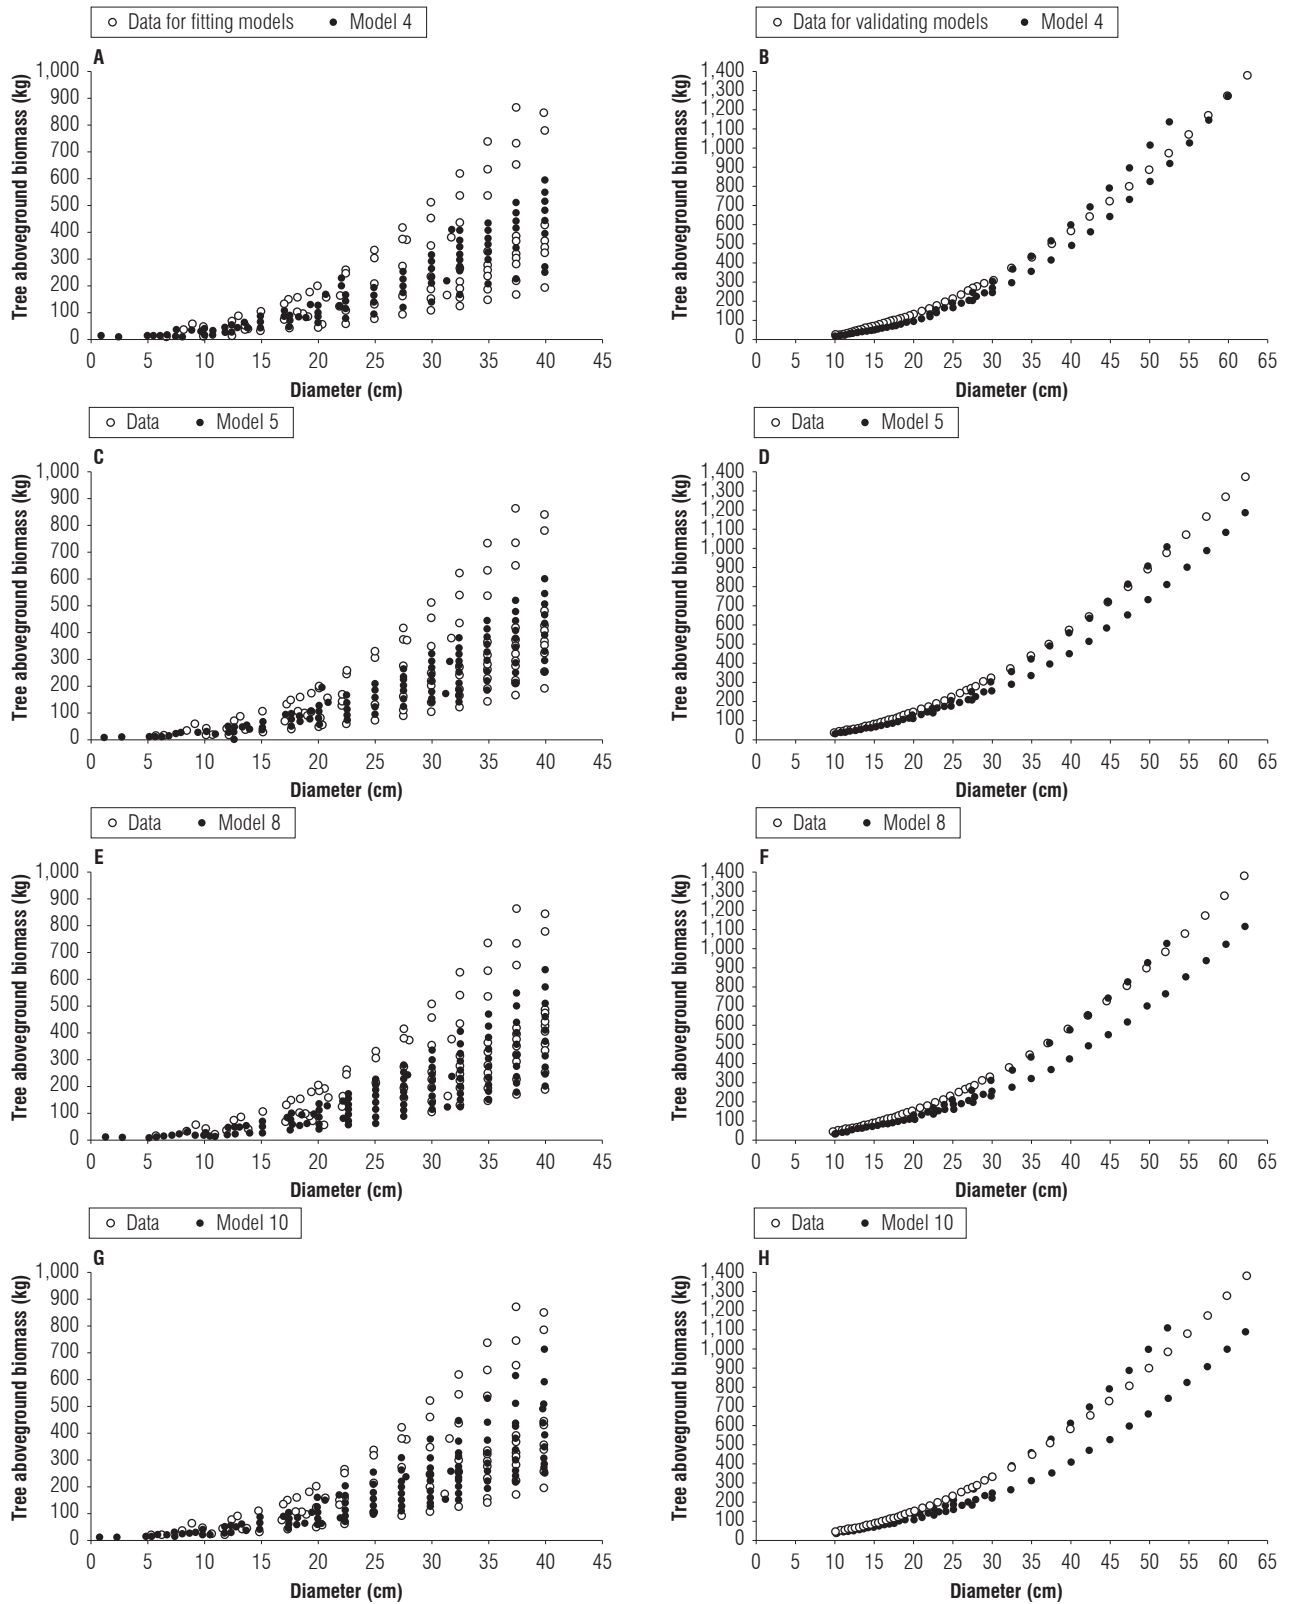 Data for fitting models Model 4
A
Tree aboveground biomass (kg)
1,000
900
800
700
600
500
400
300
200
100
0
0 5 10 15 20 25 30 35 40 45
Diameter (cm)
Data for validating models Model 4
B
Tree aboveground biomass (kg)
1,400
1,300
1,200
1,100
1,000
900
800
700
600
500
400
300
200
100
0
0 5 10 15 20 25 30 35 40 45 50 55 60 65
Diameter (cm)
Data Model 5
C
Tree aboveground biomass (kg)
1,000
900
800
700
600
500
400
300
200
100
0
0 5 10 15 20 25 30 35 40 45
Diameter (cm)
Data Model 5
D
Tree aboveground biomass (kg)
1,400
1,300
1,200
1,100
1,000
900
800
700
600
500
400
300
200
100
0
0 5 10 15 20 25 30 35 40 45 50 55 60 65
Diameter (cm)
Data Model 8
E
Tree aboveground biomass (kg)
1,000
900
800
700
600
500
400
300
200
100
0
0 5 10 15 20 25 30 35 40 45
Diameter (cm)
Data Model 8
F
Tree aboveground biomass (kg)
1,400
1,300
1,200
1,100
1,000
900
800
700
600
500
400
300
200
100
0
0 5 10 15 20 25 30 35 40 45 50 55 60 65
Diameter (cm)
Data Model 10
G
Tree aboveground biomass (kg)
1,000
900
800
700
600
500
400
300
200
100
0
0 5 10 15 20 25 30 35 40 45
Diameter (cm)
Data Model 10
H
Tree aboveground biomass (kg)
1,400
1,300
1,200
1,100
1,000
900
800
700
600
500
400
300
200
100
0
0 5 10 15 20 25 30 35 40 45 50 55 60 65
Diameter (cm)